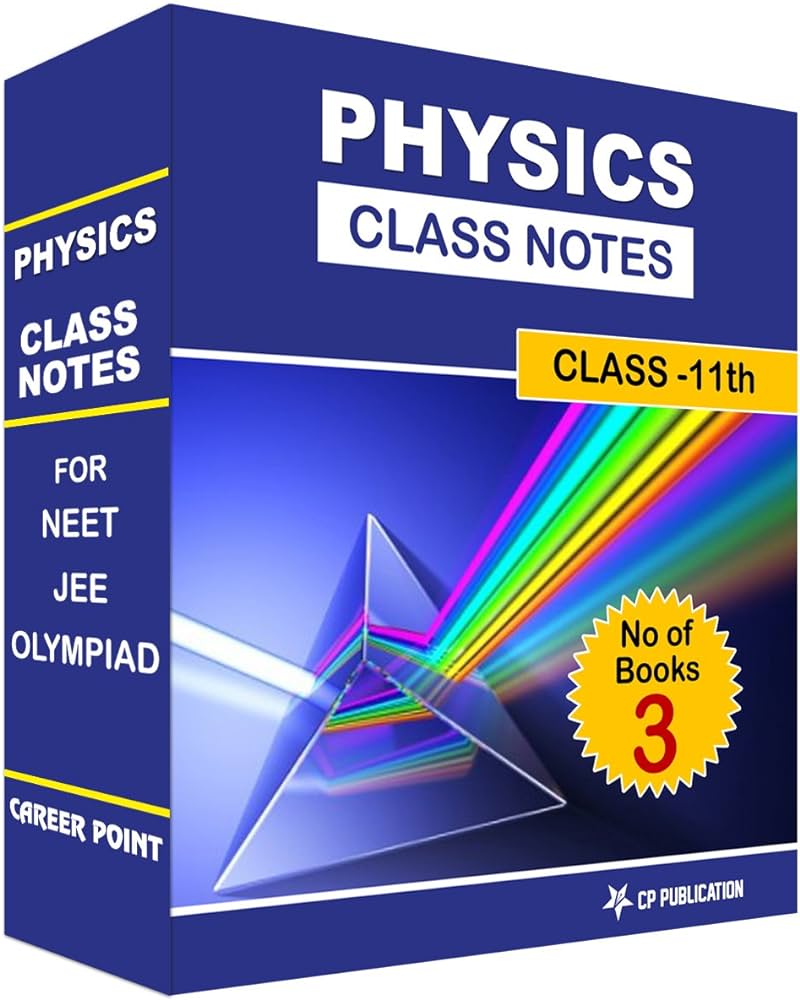 PHYSICS
CLASS NOTES
CLASS -11th
No of
Books
3
CP PUBLICATION
PHYSICS
CLASS
NOTES
FOR
NEET
JEE
OLYMPIAD
CAREER POINT